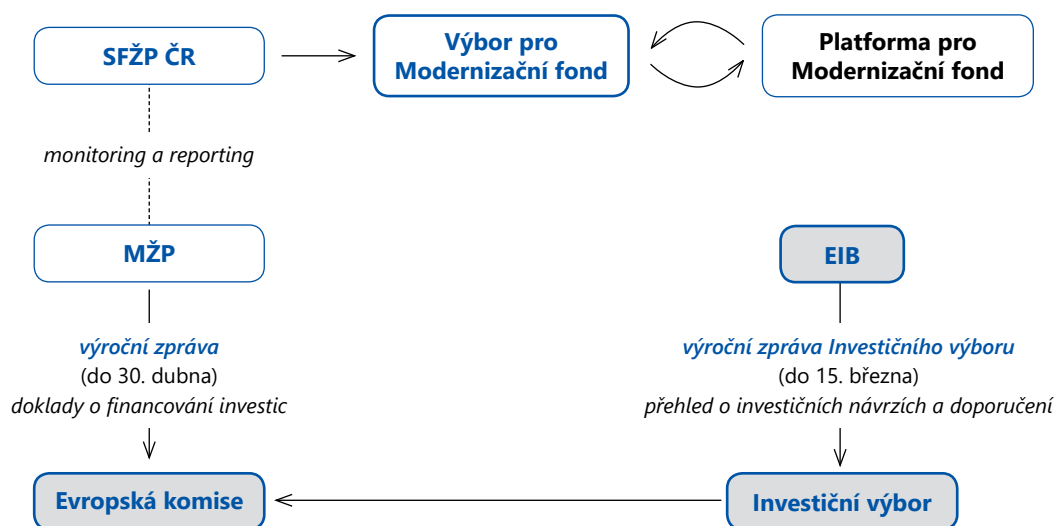 SFŽP ČR
Výbor pro
Modernizační fond
Platforma pro
Modernizační fond
monitoring a reporting
MŽP
EIB
výroční zpráva
(do 30. dubna)
doklady o financování investic
výroční zpráva Investičního výboru
(do 15. března)
přehled o investičních návrzích a doporučení
Evropská komise
Investiční výbor